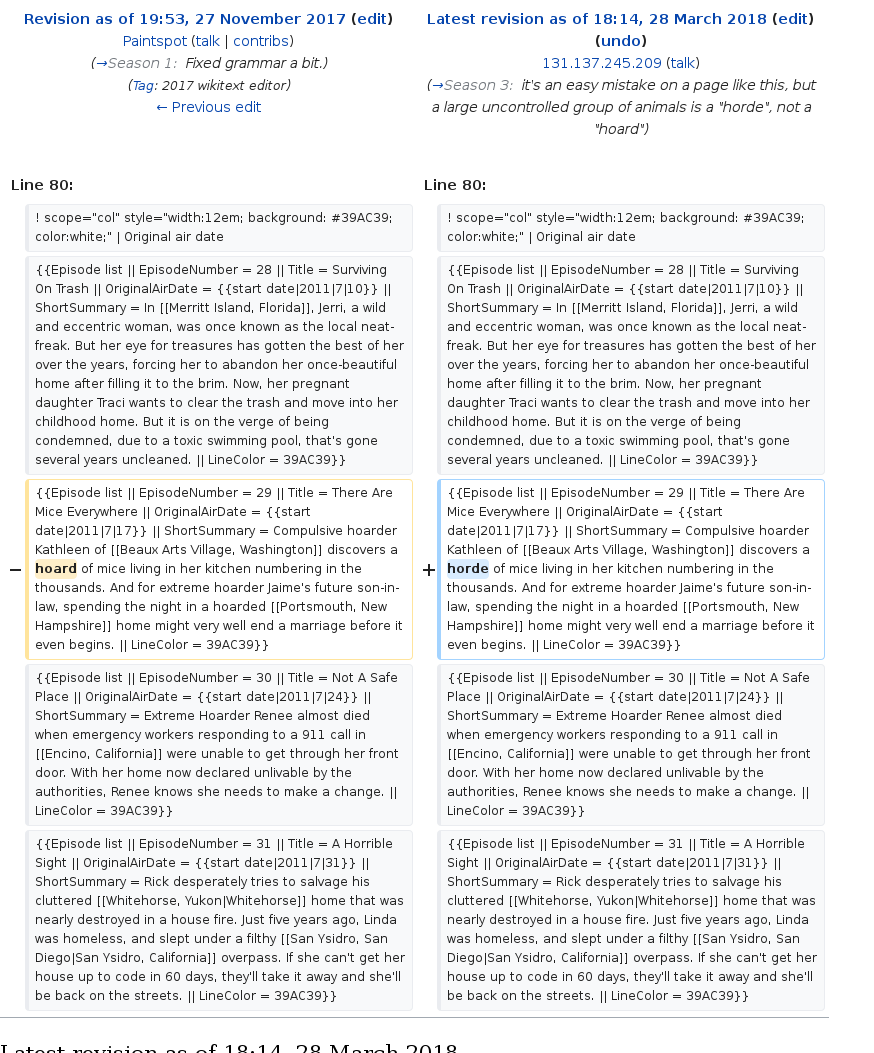 Revision as of 19:53, 27 November 2017 (edit)
Paintspot (talk | contribs)
(→Season 1: Fixed grammar a bit.)
(Tag: 2017 wikitext editor)
← Previous edit
Latest revision as of 18:14, 28 March 2018 (edit)
(undo)
131.137.245.209 (talk)
(→Season 3: it's an easy mistake on a page like this, but
a large uncontrolled group of animals is a "horde", not a
"hoard")
Line 80:
Line 80:
! scope="col" style="width:12em; background: #39AC39;
color:white;" | Original air date
! scope="col" style="width:12em; background: #39AC39;
color:white;" | Original air date
{{Episode list || EpisodeNumber = 28 || Title = Surviving
On Trash || OriginalAirDate = {{start date|2011|7|10}} ||
ShortSummary = In [[Merritt Island, Florida]], Jerri, a wild
and eccentric woman, was once known as the local neat-
freak. But her eye for treasures has gotten the best of her
over the years, forcing her to abandon her once-beautiful
home after filling it to the brim. Now, her pregnant
daughter Traci wants to clear the trash and move into her
childhood home. But it is on the verge of being
condemned, due to a toxic swimming pool, that's gone
several years uncleaned. || LineColor = 39AC39}}
{{Episode list || EpisodeNumber = 28 || Title = Surviving
On Trash || OriginalAirDate = {{start date|2011|7|10}} ||
ShortSummary = In [[Merritt Island, Florida]], Jerri, a wild
and eccentric woman, was once known as the local neat-
freak. But her eye for treasures has gotten the best of her
over the years, forcing her to abandon her once-beautiful
home after filling it to the brim. Now, her pregnant
daughter Traci wants to clear the trash and move into her
childhood home. But it is on the verge of being
condemned, due to a toxic swimming pool, that's gone
several years uncleaned. || LineColor = 39AC39}}
{{Episode list || EpisodeNumber = 29 || Title = There Are
Mice Everywhere || OriginalAirDate = {{start
date|2011|7|17}} || ShortSummary = Compulsive hoarder
Kathleen of [[Beaux Arts Village, Washington]] discovers a
− hoard of mice living in her kitchen numbering in the
thousands. And for extreme hoarder Jaime's future son-in-
law, spending the night in a hoarded [[Portsmouth, New
Hampshire]] home might very well end a marriage before it
even begins. || LineColor = 39AC39}}
{{Episode list || EpisodeNumber = 29 || Title = There Are
Mice Everywhere || OriginalAirDate = {{start
date|2011|7|17}} || ShortSummary = Compulsive hoarder
Kathleen of [[Beaux Arts Village, Washington]] discovers a
+ horde of mice living in her kitchen numbering in the
thousands. And for extreme hoarder Jaime's future son-in-
law, spending the night in a hoarded [[Portsmouth, New
Hampshire]] home might very well end a marriage before it
even begins. || LineColor = 39AC39}}
{{Episode list || EpisodeNumber = 30 || Title = Not A Safe
Place || OriginalAirDate = {{start date|2011|7|24}} ||
ShortSummary = Extreme Hoarder Renee almost died
when emergency workers responding to a 911 call in
[[Encino, California]] were unable to get through her front
door. With her home now declared unlivable by the
authorities, Renee knows she needs to make a change. ||
LineColor = 39AC39}}
{{Episode list || EpisodeNumber = 30 || Title = Not A Safe
Place || OriginalAirDate = {{start date|2011|7|24}} ||
ShortSummary = Extreme Hoarder Renee almost died
when emergency workers responding to a 911 call in
[[Encino, California]] were unable to get through her front
door. With her home now declared unlivable by the
authorities, Renee knows she needs to make a change. ||
LineColor = 39AC39}}
{{Episode list || EpisodeNumber = 31 || Title = A Horrible
Sight || OriginalAirDate = {{start date|2011|7|31}} ||
ShortSummary = Rick desperately tries to salvage his
cluttered [[Whitehorse, Yukon|Whitehorse]] home that was
nearly destroyed in a house fire. Just five years ago, Linda
was homeless, and slept under a filthy [[San Ysidro, San
Diego|San Ysidro, California]] overpass. If she can't get her
house up to code in 60 days, they'll take it away and she'll
be back on the streets. || LineColor = 39AC39}}
{{Episode list || EpisodeNumber = 31 || Title = A Horrible
Sight || OriginalAirDate = {{start date|2011|7|31}} ||
ShortSummary = Rick desperately tries to salvage his
cluttered [[Whitehorse, Yukon|Whitehorse]] home that was
nearly destroyed in a house fire. Just five years ago, Linda
was homeless, and slept under a filthy [[San Ysidro, San
Diego|San Ysidro, California]] overpass. If she can't get her
house up to code in 60 days, they'll take it away and she'll
be back on the streets. || LineColor = 39AC39}}
Latest revision as of 18:14, 28 March 2018